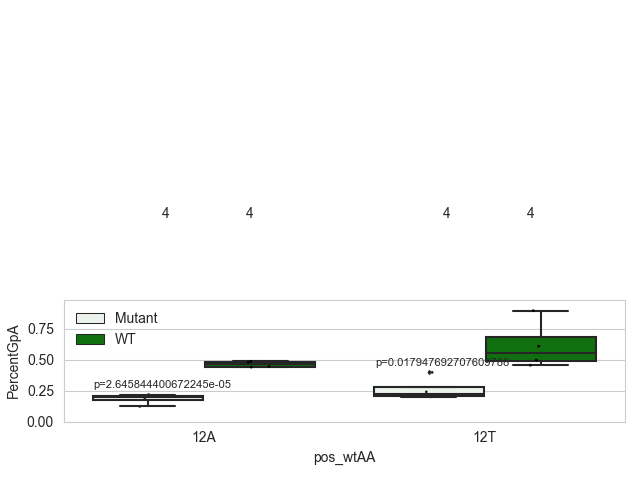 4 4 4 4
Mutant
WT
PercentGpA
0.75
0.50
0.25
0.00
p=2.645844400672245e-05
p=0.017947692707609788
12A 12T
pos_wtAA